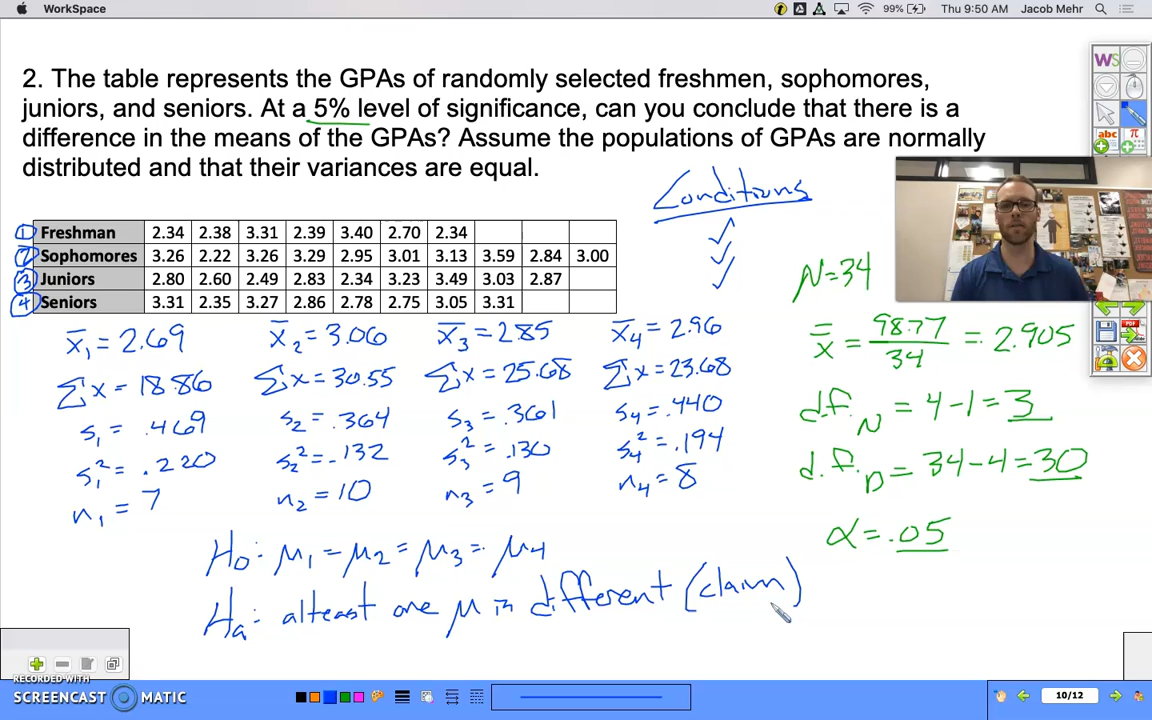 WorkSpace
99%
Thu 9:50 AM
Jacob Mehr
2. The table represents the GPAs of randomly selected freshmen, sophomores,
juniors, and seniors. At a 5% level of significance, can you conclude that there is a
difference in the means of the GPAs? Assume the populations of GPAs are normally
distributed and that their variances are equal.
Conditions
✓
✓
✓
① Freshman 2.34 2.38 3.31 2.39 3.40 2.70 2.34
② Sophomores 3.26 2.22 3.26 3.29 2.95 3.01 3.13 3.59 2.84 3.00
③ Juniors 2.80 2.60 2.49 2.83 2.34 3.23 3.49 3.03 2.87
④ Seniors 3.31 2.35 3.27 2.86 2.78 2.75 3.05 3.31
x̄₁ = 2.69 x̄₂ = 3.06 x̄₃ = 2.85 x̄₄ = 2.96
∑x = 18.86 ∑x = 30.55 ∑x = 25.68 ∑x = 23.68
s₁ = .469 s₂ = .364 s₃ = .361 s₄ = .440
s₁² = .220 s₂² = .132 s₃² = .130 s₄² = .194
n₁ = 7 n₂ = 10 n₃ = 9 n₄ = 8
N = 34
x̿ = 98.77/34 = 2.905
d.f.N = 4 - 1 = 3
d.f.D = 34 - 4 = 30
α = .05
H₀: μ₁ = μ₂ = μ₃ = μ₄
Ha: alteast one μ is different (claim)
WS
abc
π
PDF
RECORDED WITH
SCREENCAST MATIC
10/12